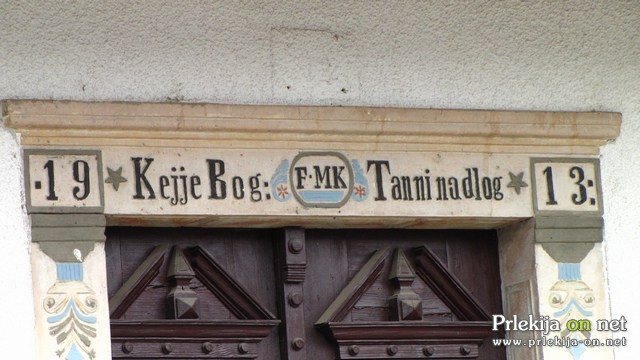 ·19 Kejje Bog: F·MK Tanni nadlog 13:
Prlekija on net
www.prlekija-on.net